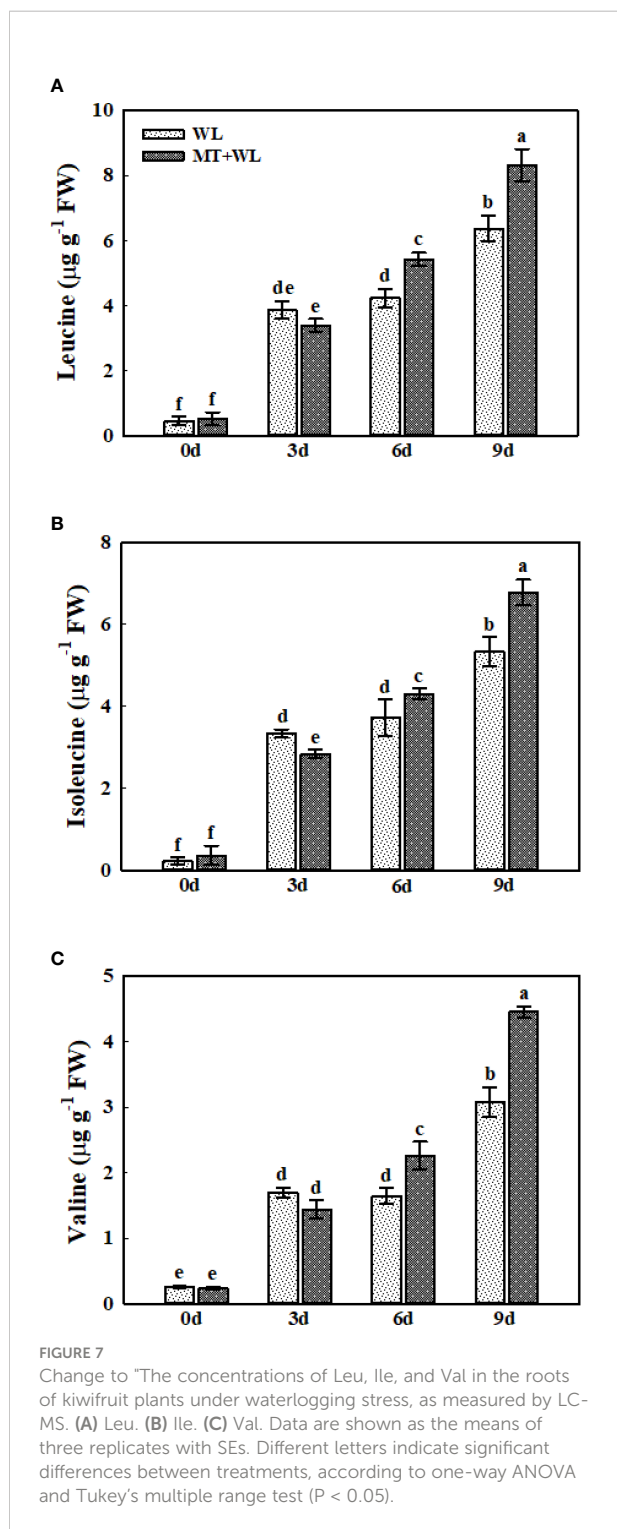 A
10
8
6
4
2
0
Leucine (µg g-1 FW)
WL
MT+WL
f
f
de
e
d
c
b
a
0d 3d 6d 9d
B
8
6
4
2
0
Isoleucine (µg g-1 FW)
f
f
d
e
d
c
b
a
0d 3d 6d 9d
C
5
4
3
2
1
0
Valine (µg g-1 FW)
e
e
d
d
d
c
b
a
0d 3d 6d 9d
FIGURE 7
Change to "The concentrations of Leu, Ile, and Val in the roots
of kiwifruit plants under waterlogging stress, as measured by LC-
MS. (A) Leu. (B) Ile. (C) Val. Data are shown as the means of
three replicates with SEs. Different letters indicate significant
differences between treatments, according to one-way ANOVA
and Tukey's multiple range test (P < 0.05).